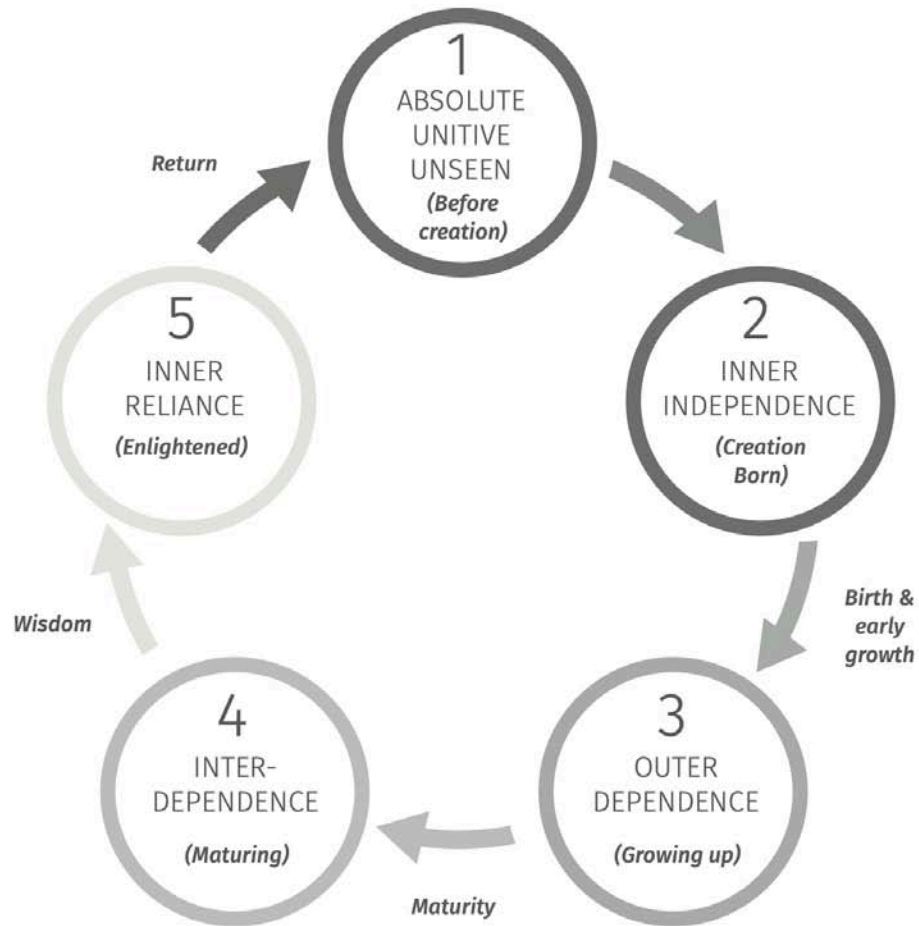 1
ABSOLUTE
UNITIVE
UNSEEN
(Before
creation)
2
INNER
INDEPENDENCE
(Creation
Born)
Birth &
early
growth
3
OUTER
DEPENDENCE
(Growing up)
Maturity
4
INTER-
DEPENDENCE
(Maturing)
Wisdom
5
INNER
RELIANCE
(Enlightened)
Return